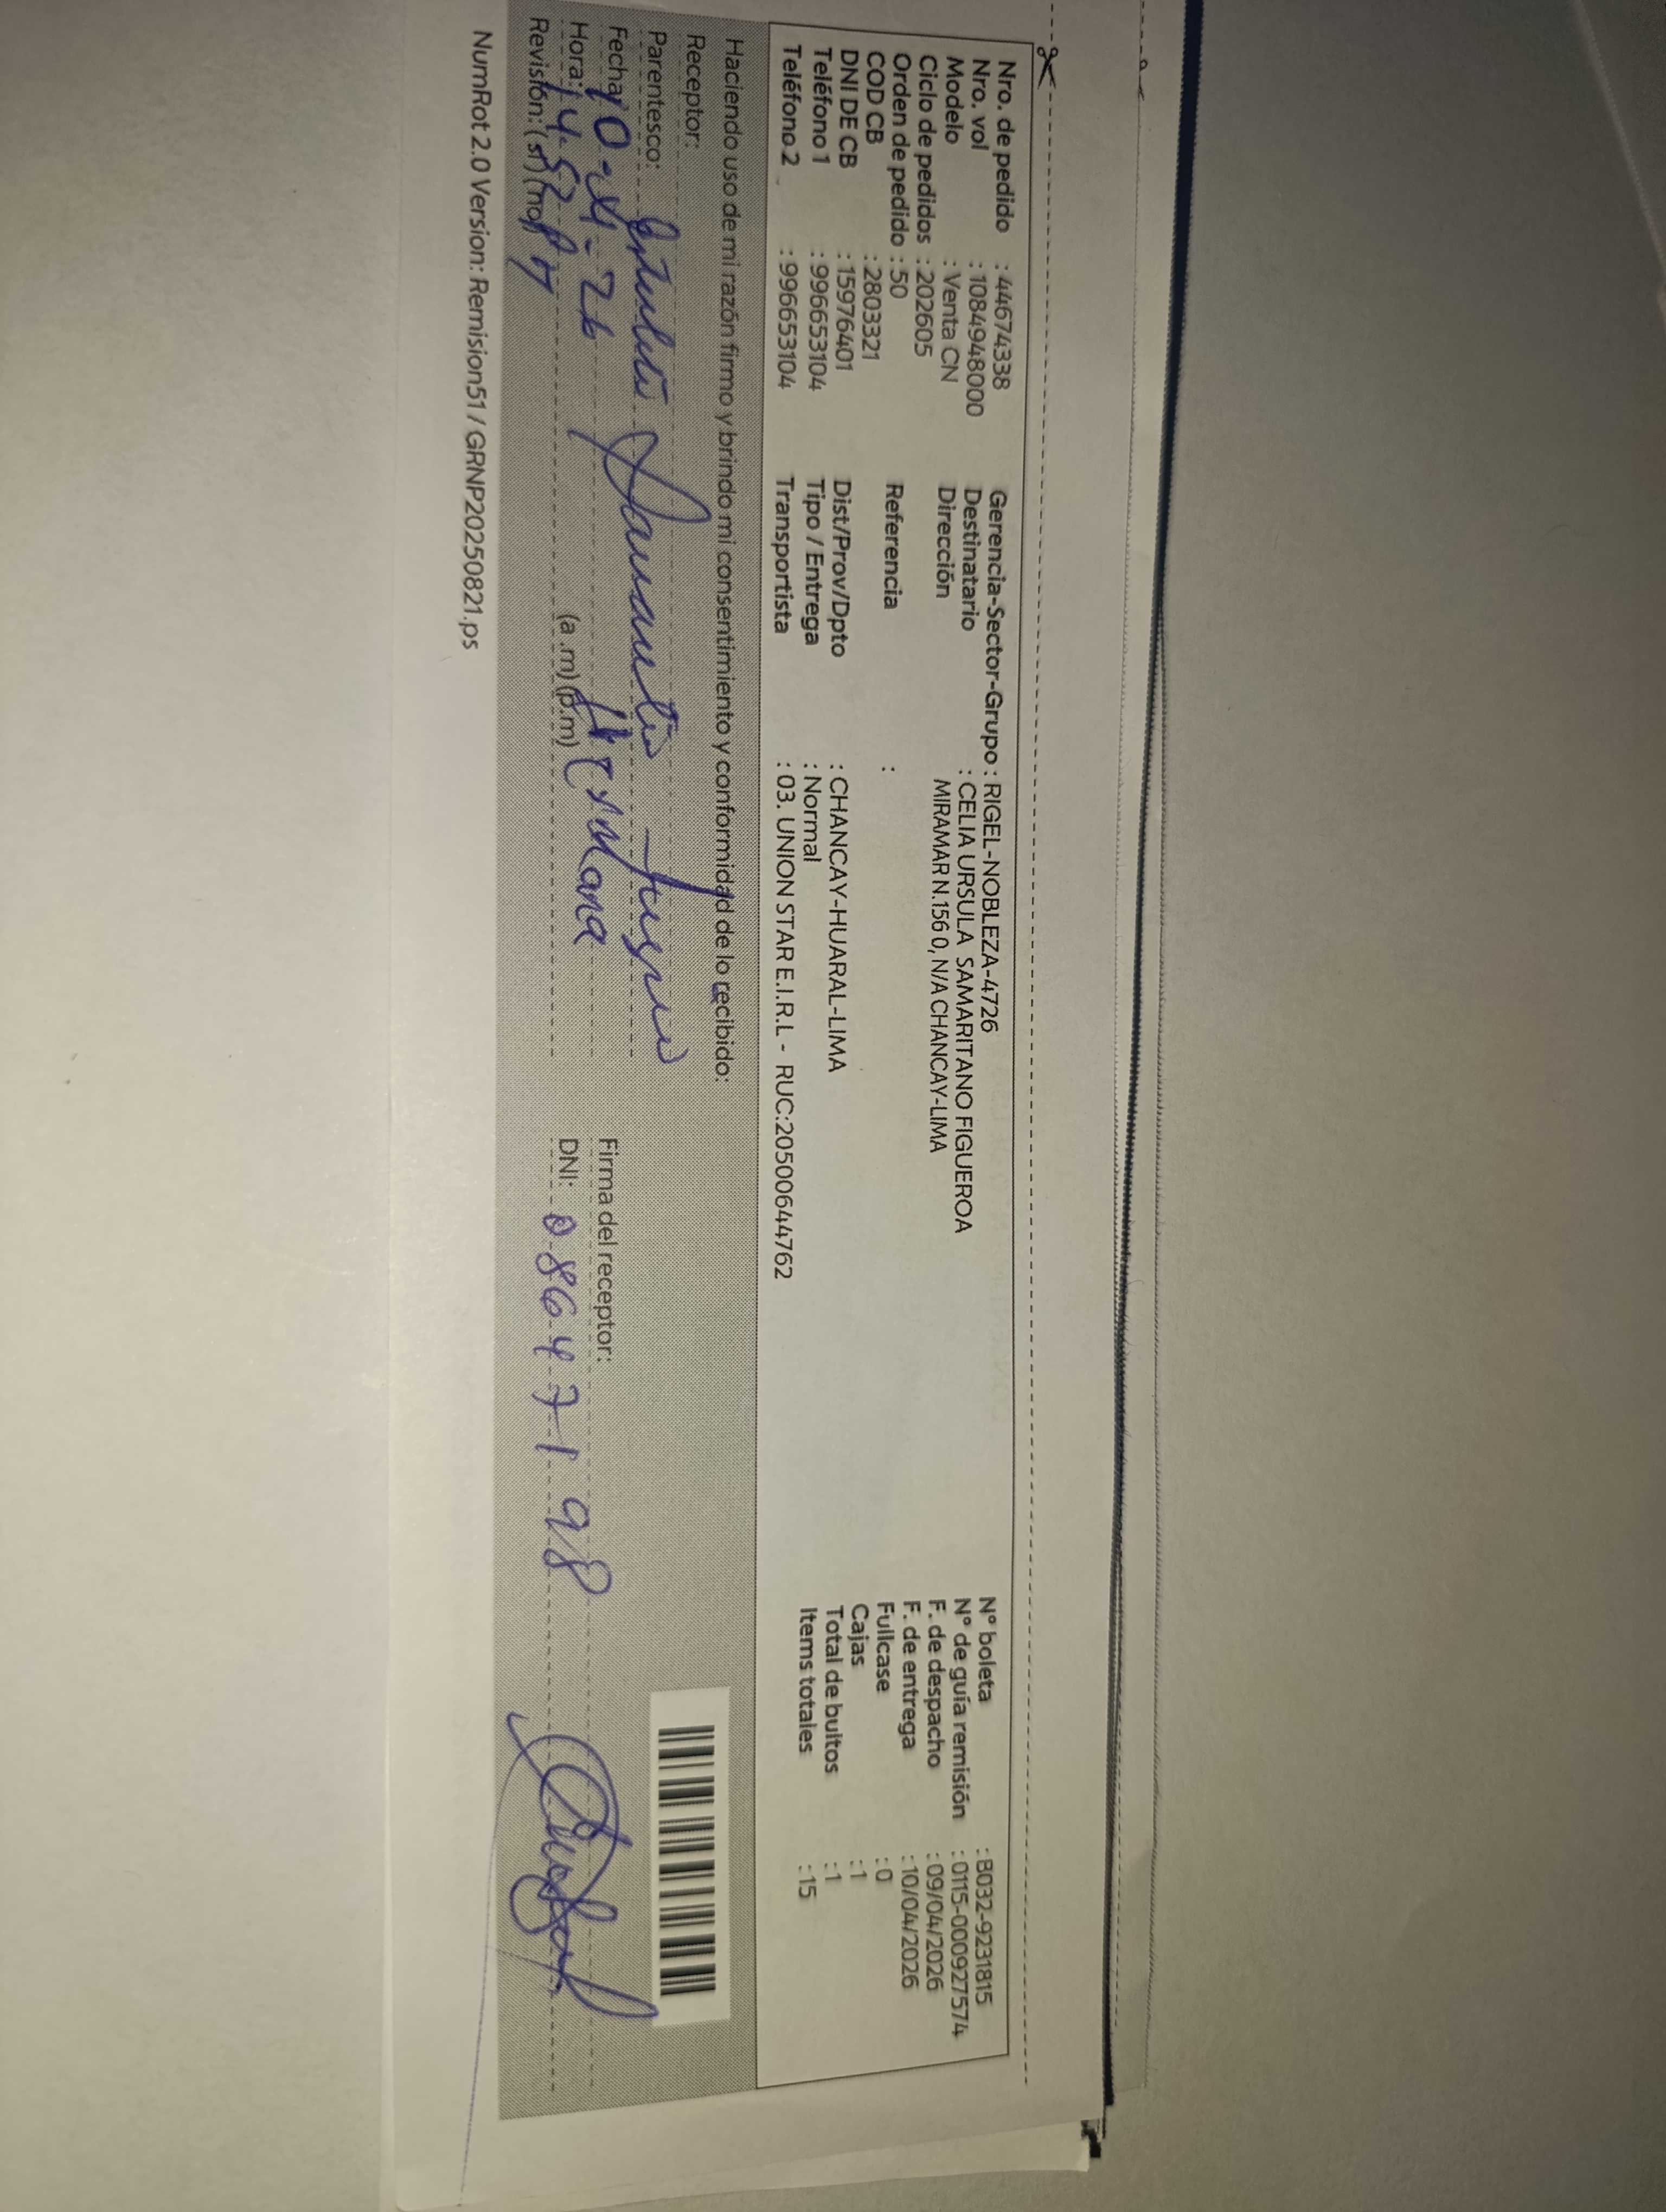 Nro. de pedido : 44674338
Nro. vol : 1084948000
Modelo : Venta CN
Ciclo de pedidos : 202605
Orden de pedido : 50
COD CB : 2803321
DNI DE CB : 15976401
Teléfono 1 : 996653104
Teléfono 2 : 996653104
Gerencia-Sector-Grupo : RIGEL-NOBLEZA-4726
Destinatario : CELIA URSULA SAMARITANO FIGUEROA
Dirección MIRAMAR N.156 0, N/A CHANCAY-LIMA
Referencia :
Dist/Prov/Dpto : CHANCAY-HUARAL-LIMA
Tipo / Entrega : Normal
Transportista : 03. UNION STAR E.I.R.L - RUC:20500644762
N° boleta : B032-9231815
N° de guía remisión : 0115-000927574
F. de despacho : 09/04/2026
F. de entrega : 10/04/2026
Fullcase : 0
Cajas : 1
Total de bultos : 1
Items totales : 15
Haciendo uso de mi razón firmo y brindo mi consentimiento y conformidad de lo recibido:
Receptor:
Parentesco: Hermana
Fecha:
Hora: 14.52 (a.m) (p.m)
Revisión: (si) (no)
Firma del receptor:
DNI: 08647198
NumRot 2.0 Version: Remision51 / GRNP20250821.ps